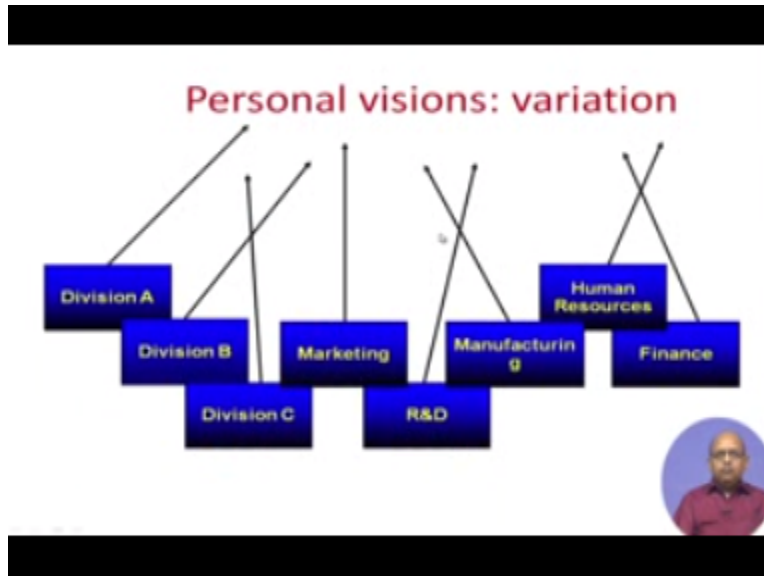 Personal visions: variation
Division A
Division B
Division C
Marketing
R&D
Manufacturin
g
Human
Resources
Finance